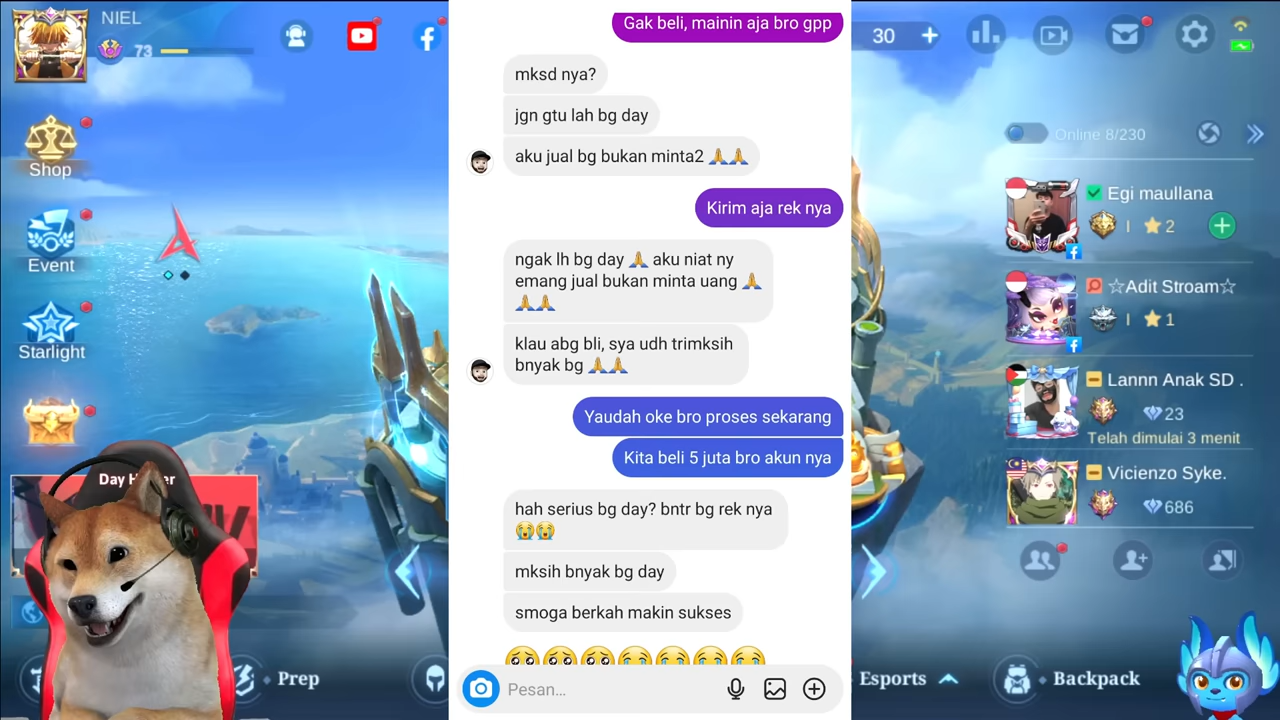 NIEL
73
Shop
Event
Starlight
Prep
Gak beli, mainin aja bro gpp
mksd nya?
jgn gtu lah bg day
aku jual bg bukan minta2 🙏🙏
Kirim aja rek nya
ngak lh bg day 🙏 aku niat ny
emang jual bukan minta uang 🙏
🙏🙏
klau abg bli, sya udh trimksih
bnyak bg 🙏🙏
Yaudah oke bro proses sekarang
Kita beli 5 juta bro akun nya
hah serius bg day? bntr bg rek nya
😭😭
mksih bnyak bg day
smoga berkah makin sukses
🥺🥺🥺😭😭😭😭
Pesan...
30
Online 8/230
Egi maullana
I ⭐2
☆Adit Stroam☆
I ⭐1
Lannn Anak SD .
23
Telah dimulai 3 menit
Vicienzo Syke.
686
Esports
Backpack